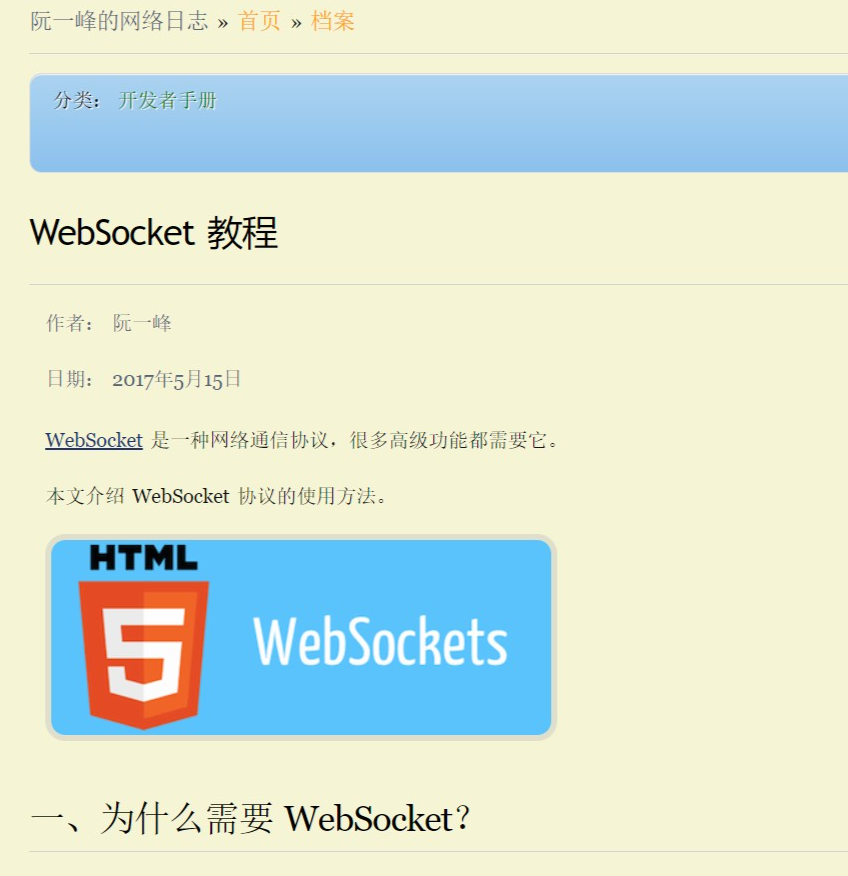 阮一峰的网络日志 » 首页 » 档案
分类： 开发者手册
WebSocket 教程
作者： 阮一峰
日期： 2017年5月15日
WebSocket 是一种网络通信协议，很多高级功能都需要它。
本文介绍 WebSocket 协议的使用方法。
HTML
5
WebSockets
一、为什么需要 WebSocket？